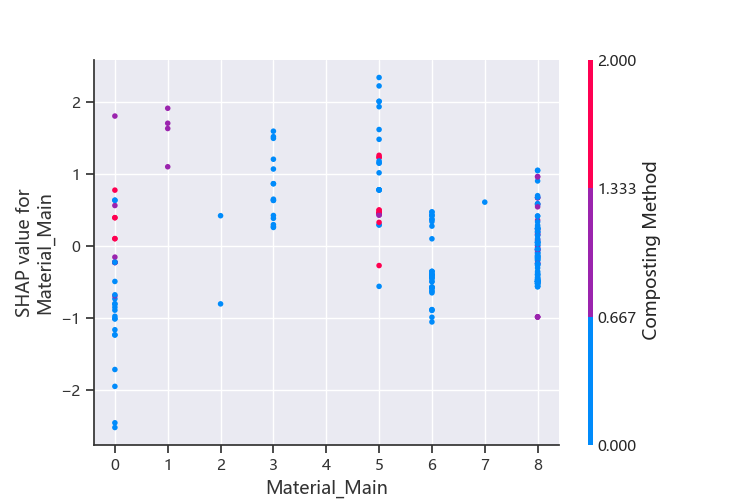 SHAP value for
Material_Main
2
1
0
−1
−2
0 1 2 3 4 5 6 7 8
Material_Main
2.000
1.333
0.667
0.000
Composting Method